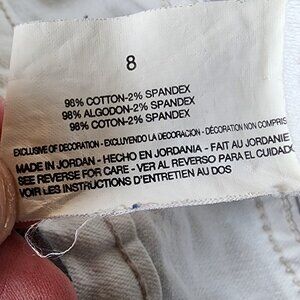 8
98% COTTON-2% SPANDEX
98% ALGODON-2% SPANDEX
98% COTON-2% SPANDEX
EXCLUSIVE OF DECORATION - EXCLUYENDO LA DECORACION - DÉCORATION NON COMPRIS
MADE IN JORDAN - HECHO EN JORDANIA - FAIT AU JORDANIE
SEE REVERSE FOR CARE - VER AL REVERSO PARA EL CUIDADO
VOIR LES INSTRUCTIONS D'ENTRETIEN AU DOS